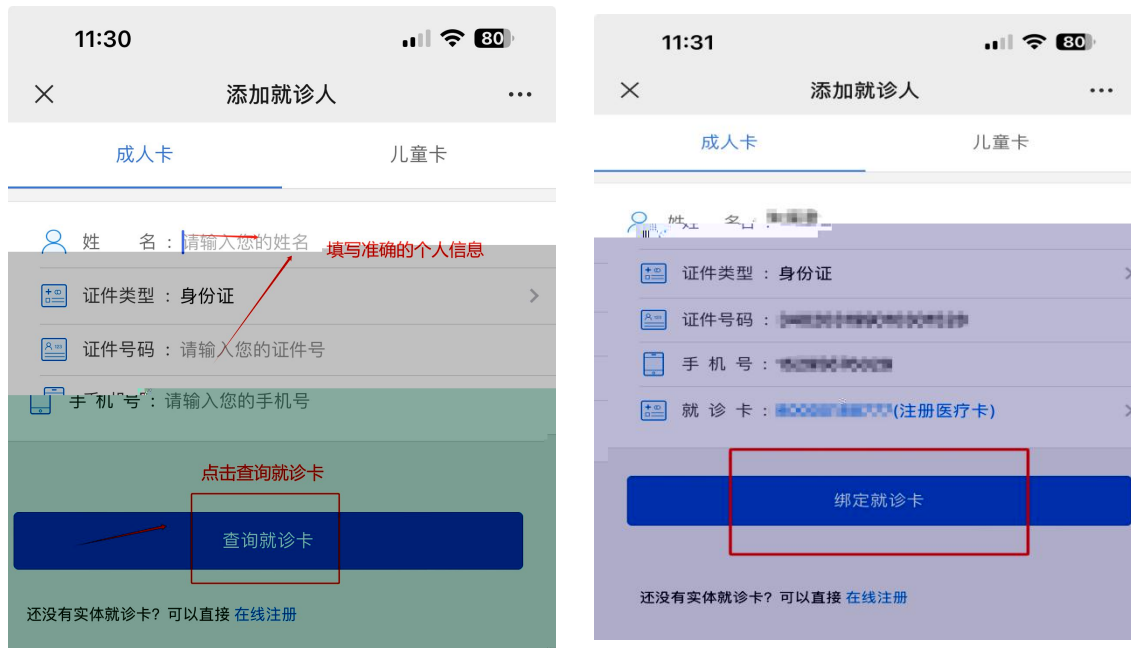 11:30
80
添加就诊人
成人卡 儿童卡
姓 名 : 请输入您的姓名
填写准确的个人信息
证件类型 : 身份证
证件号码 : 请输入您的证件号
手 机 号 : 请输入您的手机号
点击查询就诊卡
查询就诊卡
还没有实体就诊卡? 可以直接 在线注册
11:31
80
添加就诊人
成人卡 儿童卡
姓 名 :
证件类型 : 身份证
证件号码 :
手 机 号 :
就 诊 卡 : (注册医疗卡)
绑定就诊卡
还没有实体就诊卡? 可以直接 在线注册